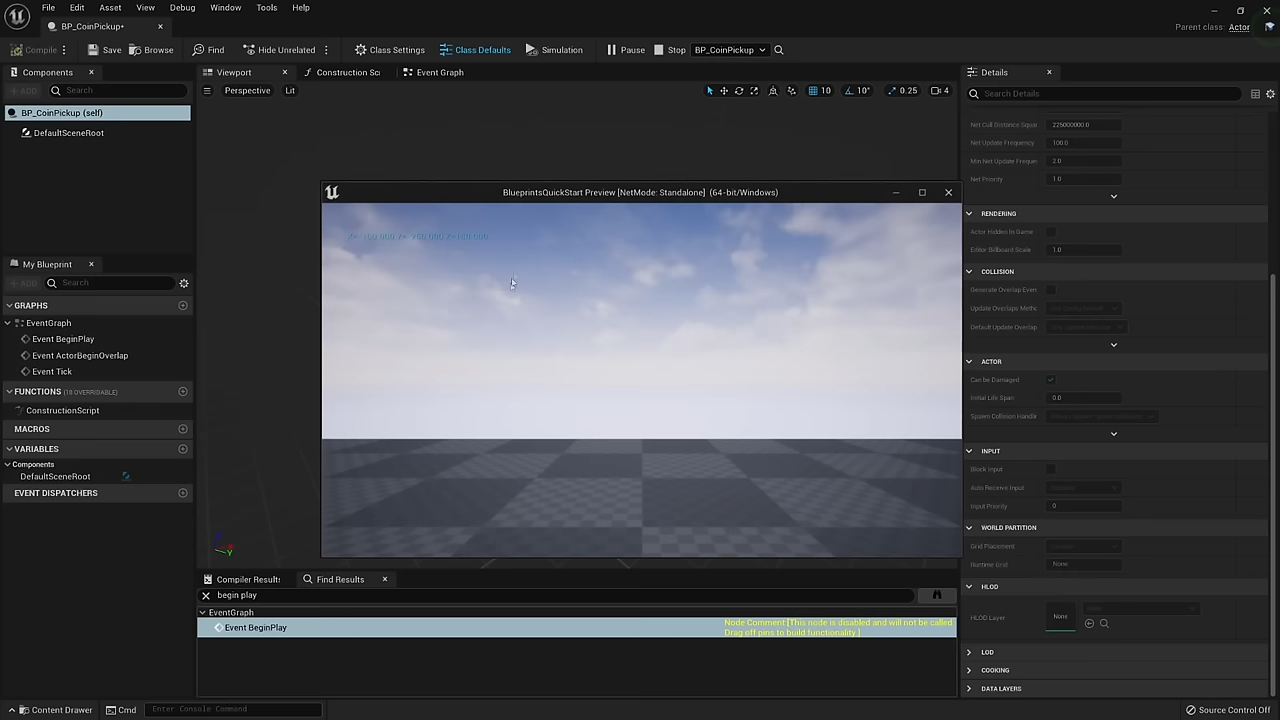 File Edit Asset View Debug Window Tools Help
BP_CoinPickup*
Parent class: Actor
Compile Save Browse Find Hide Unrelated Class Settings Class Defaults Simulation Pause Stop BP_CoinPickup
Components
Viewport Construction Sc Event Graph
Details
ADD Search
Perspective Lit
10 10° 0.25 4
Search Details
BP_CoinPickup (self)
DefaultSceneRoot
Net Cull Distance Squar 225000000.0
Net Update Frequency 100.0
Min Net Update Frequen 2.0
Net Priority 1.0
BlueprintsQuickStart Preview [NetMode: Standalone] (64-bit/Windows)
RENDERING
Actor Hidden In Game
Editor Billboard Scale 1.0
My Blueprint
ADD Search
COLLISION
Generate Overlap Even
Update Overlaps Metho
Default Update Overlap
GRAPHS
EventGraph
Event BeginPlay
Event ActorBeginOverlap
Event Tick
ACTOR
Can be Damaged
Initial Life Span 0.0
Spawn Collision Handlir
FUNCTIONS (18 OVERRIDABLE)
ConstructionScript
MACROS
VARIABLES
Components
DefaultSceneRoot
EVENT DISPATCHERS
INPUT
Block Input
Auto Receive Input
Input Priority 0
WORLD PARTITION
Grid Placement
Runtime Grid None
Compiler Results Find Results
begin play
EventGraph
Event BeginPlay
Node Comment [This node is disabled and will not be called
Drag off pins to build functionality.]
HLOD
HLOD Layer None
LOD
COOKING
DATA LAYERS
Content Drawer Cmd Enter Console Command
Source Control Off